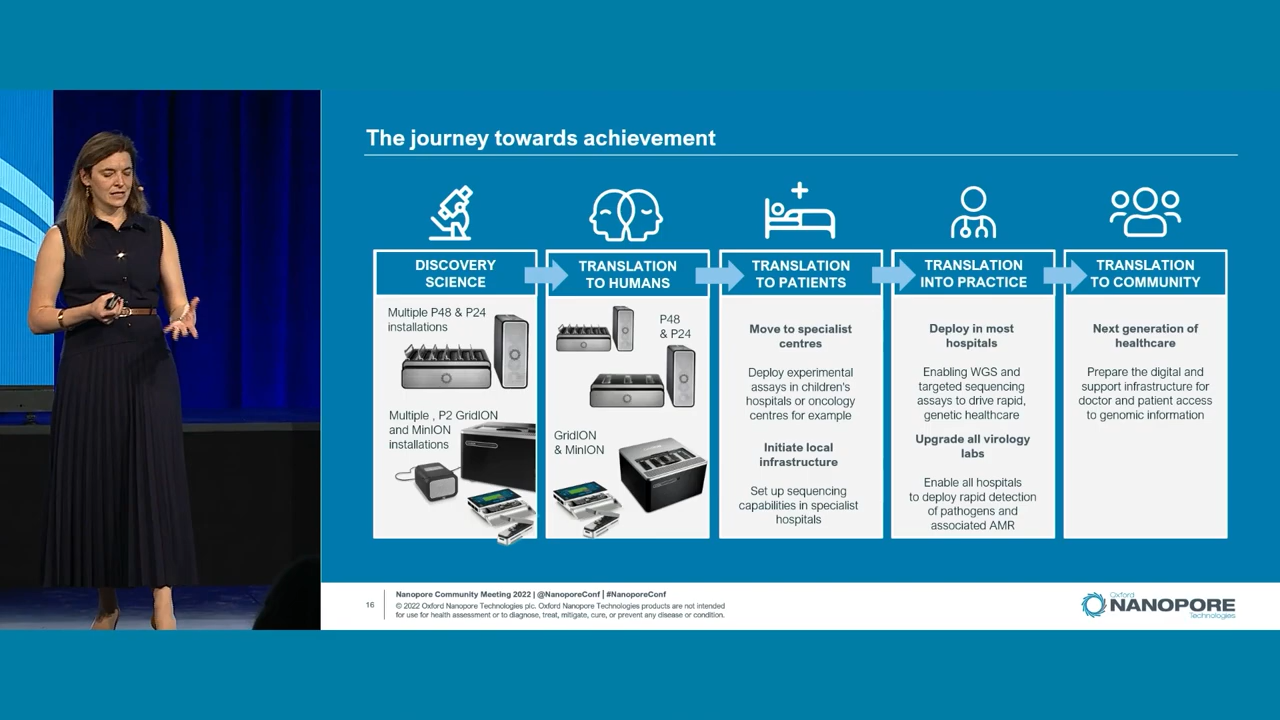 The journey towards achievement
DISCOVERY
SCIENCE
Multiple P48 & P24
installations
Multiple , P2 GridION
and MinION
installations
TRANSLATION
TO HUMANS
P48
& P24
GridION
& MinION
TRANSLATION
TO PATIENTS
Move to specialist
centres
Deploy experimental
assays in children's
hospitals or oncology
centres for example
Initiate local
infrastructure
Set up sequencing
capabilities in specialist
hospitals
TRANSLATION
INTO PRACTICE
Deploy in most
hospitals
Enabling WGS and
targeted sequencing
assays to drive rapid,
genetic healthcare
Upgrade all virology
labs
Enable all hospitals
to deploy rapid detection
of pathogens and
associated AMR
TRANSLATION
TO COMMUNITY
Next generation of
healthcare
Prepare the digital and
support infrastructure for
doctor and patient access
to genomic information
16
Nanopore Community Meeting 2022 | @NanoporeConf | #NanoporeConf
© 2022 Oxford Nanopore Technologies plc. Oxford Nanopore Technologies products are not intended
for use for health assessment or to diagnose, treat, mitigate, cure, or prevent any disease or condition.
Oxford
NANOPORE
Technologies